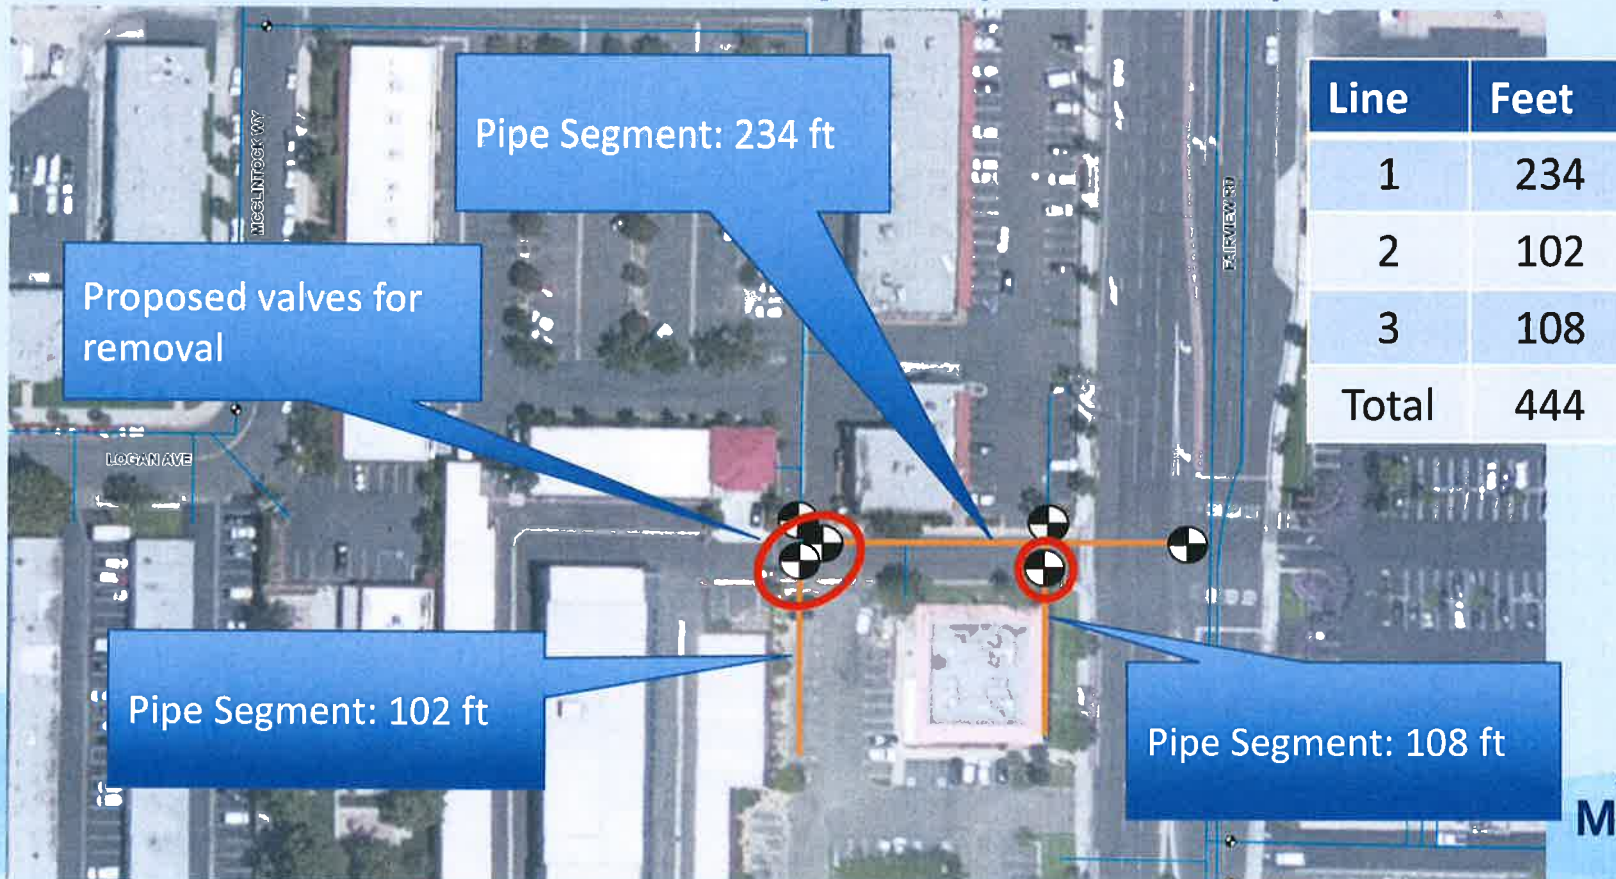 Pipe Segment: 234 ft
Line Feet
1 234
2 102
3 108
Total 444
MCCLINTOCK WY
FAIRVIEW RD
Proposed valves for
removal
LOGAN AVE
Pipe Segment: 102 ft
Pipe Segment: 108 ft
M